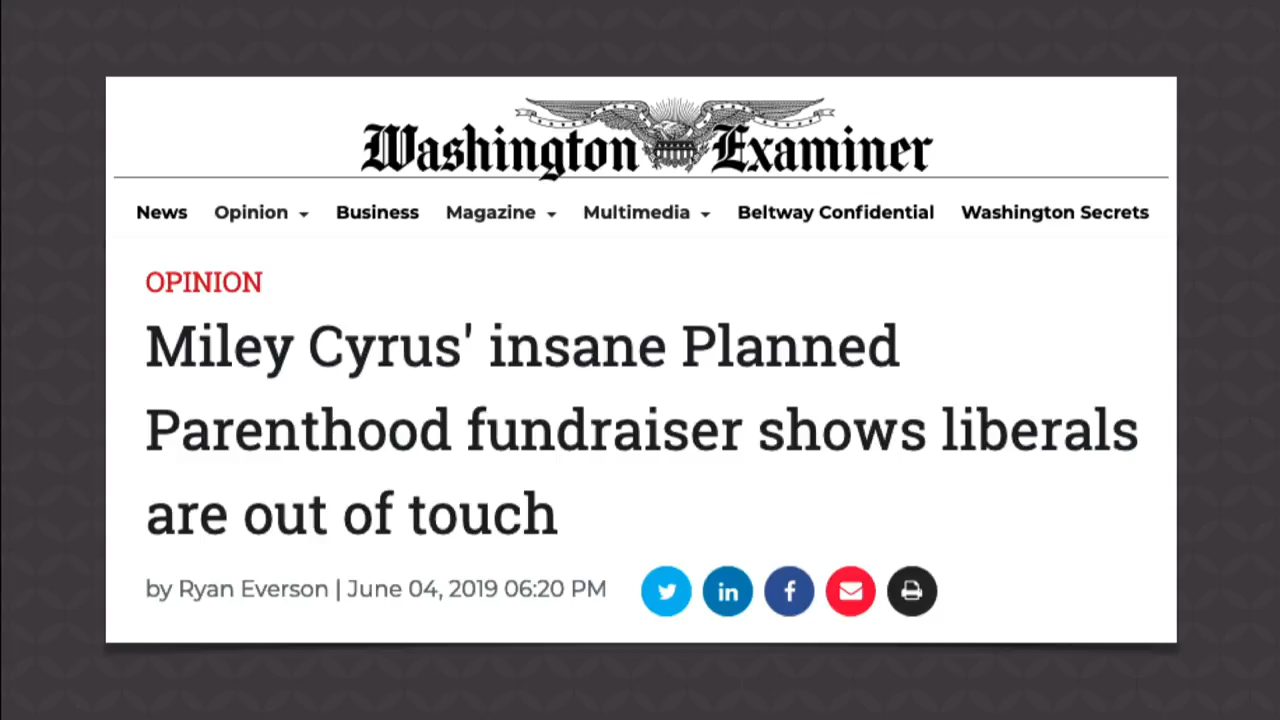 Washington Examiner
News Opinion Business Magazine Multimedia Beltway Confidential Washington Secrets
OPINION
Miley Cyrus' insane Planned
Parenthood fundraiser shows liberals
are out of touch
by Ryan Everson | June 04, 2019 06:20 PM